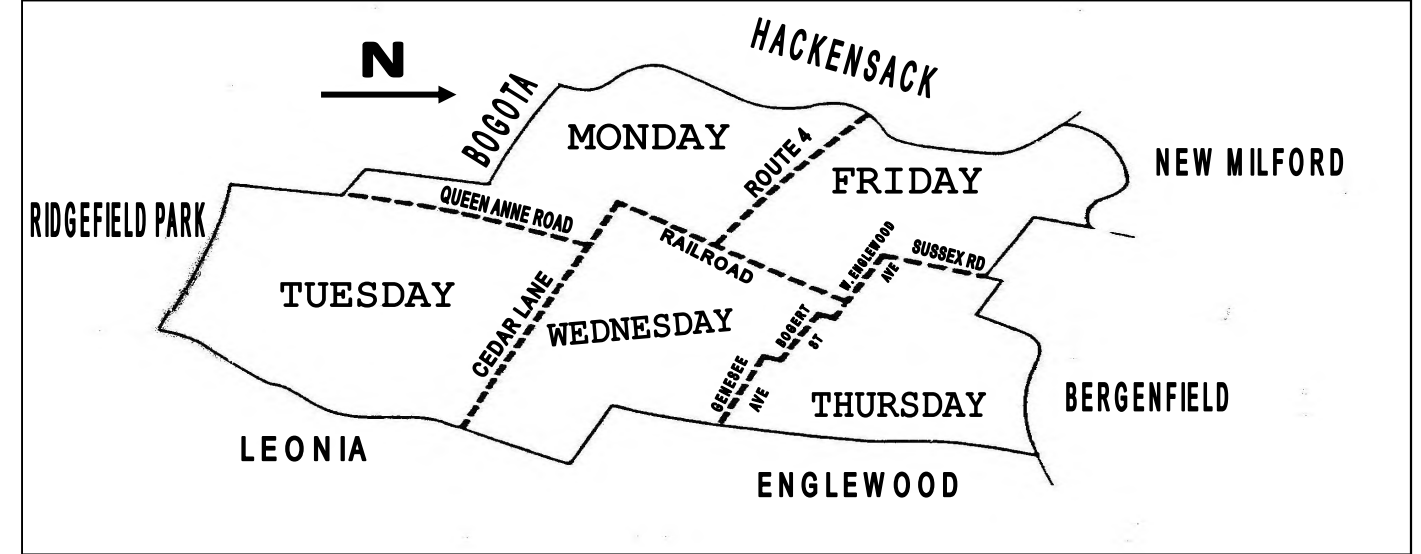 HACKENSACK
N
BOGOTA
MONDAY
ROUTE 4
FRIDAY
NEW MILFORD
RIDGEFIELD PARK
QUEEN ANNE ROAD
RAILROAD
W. ENGLEWOOD
AVE
SUSSEX RD
TUESDAY
CEDAR LANE
WEDNESDAY
BOGERT
ST
GENESEE
AVE
THURSDAY
BERGENFIELD
LEONIA
ENGLEWOOD